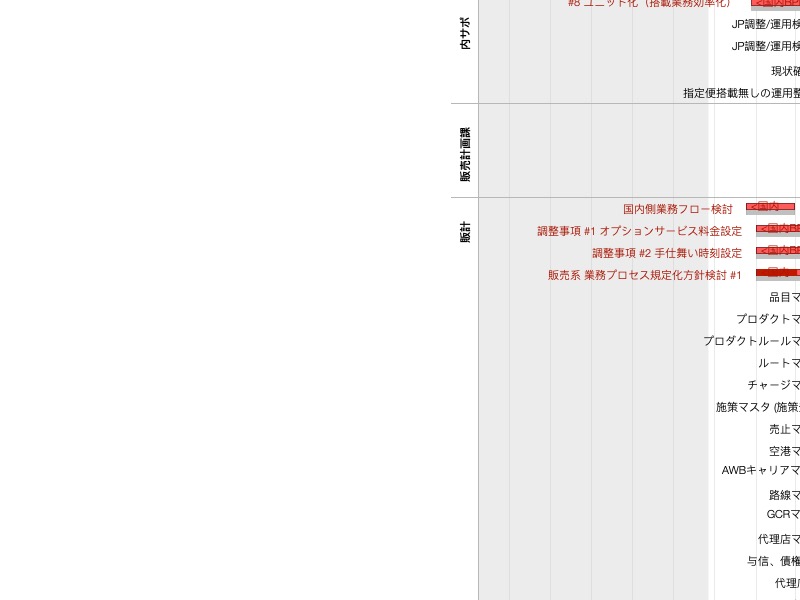 #8 ユニット化（搭載業務効率化）
内サポ
JP調整/運用検
JP調整/運用検
現状確
指定便搭載無しの運用整
販売計画課
国内側業務フロー検討
<国内
販計
調整事項 #1 オプションサービス料金設定
<国内RF
調整事項 #2 手仕舞い時刻設定
<国内RF
販売系 業務プロセス規定化方針検討 #1
品目マ
プロダクトマ
プロダクトルールマ
ルートマ
チャージマ
施策マスタ (施策
売止マ
空港マ
AWBキャリアマ
路線マ
GCRマ
代理店マ
与信、債権
代理店